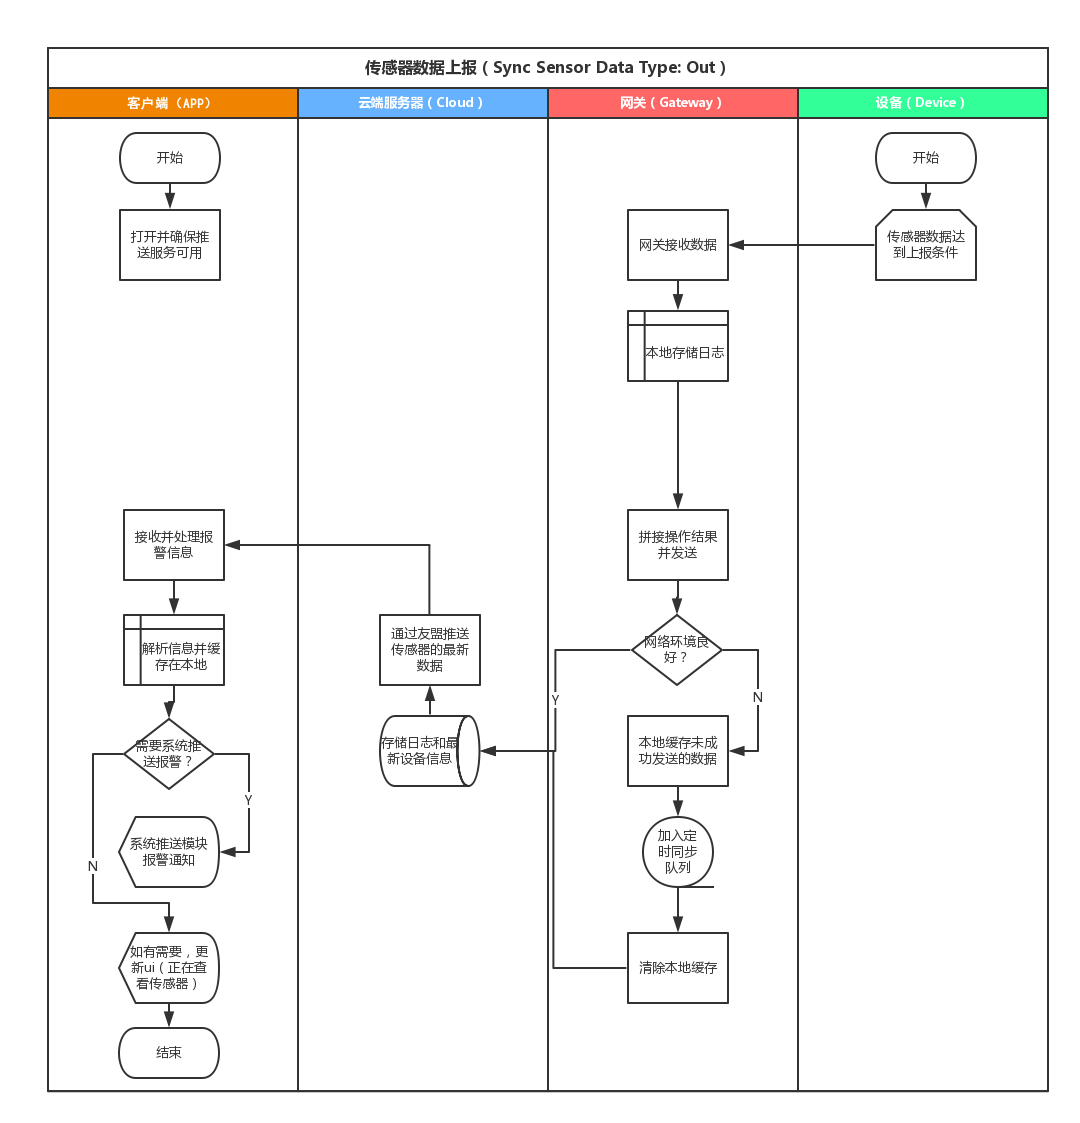 传感器数据上报（Sync Sensor Data Type: Out）
客户端（APP）
云端服务器（Cloud）
网关（Gateway）
设备（Device）
开始
开始
打开并确保推
送服务可用
网关接收数据
传感器数据达
到上报条件
本地存储日志
接收并处理报
警信息
拼接操作结果
并发送
解析信息并缓
存在本地
通过友盟推送
传感器的最新
数据
网络环境良
好？
Y
N
需要系统推
送报警？
存储日志和最
新设备信息
本地缓存未成
功发送的数据
Y
N
系统推送模块
报警通知
加入定
时同步
队列
如有需要，更
新ui（正在查
看传感器）
清除本地缓存
结束